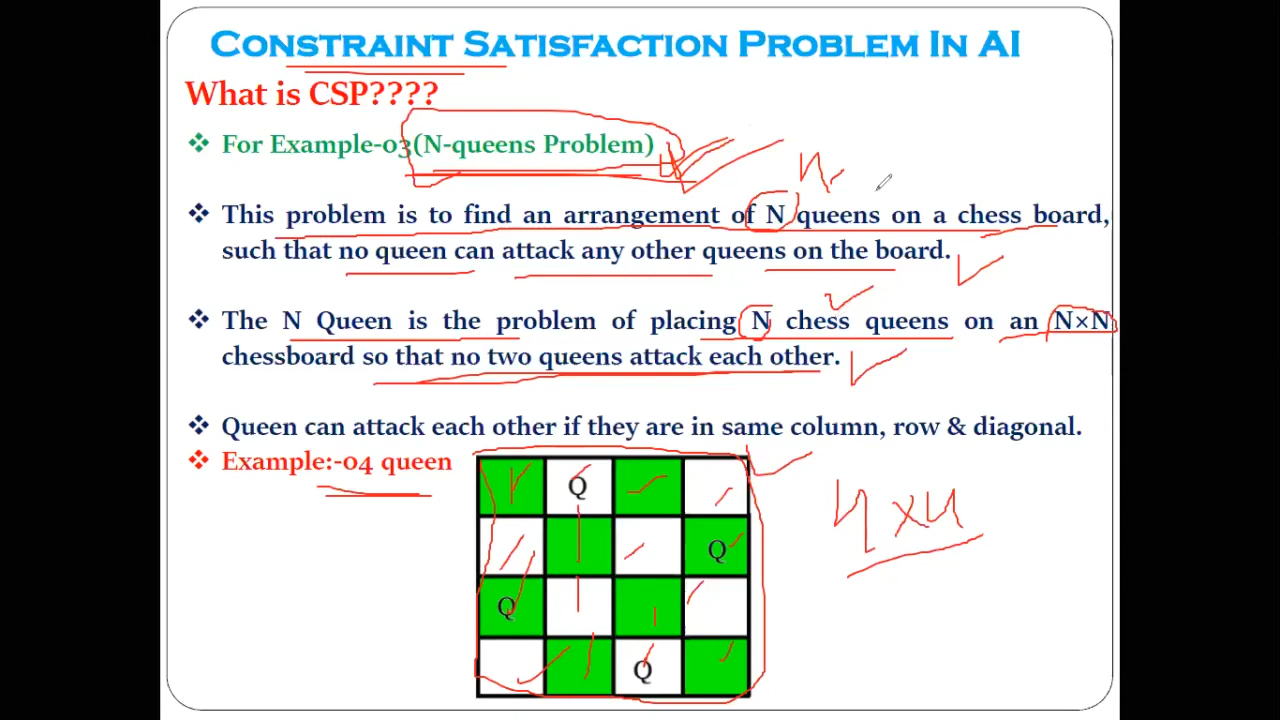 CONSTRAINT SATISFACTION PROBLEM IN AI
What is CSP????
For Example-03(N-queens Problem)
This problem is to find an arrangement of N queens on a chess board,
such that no queen can attack any other queens on the board.
The N Queen is the problem of placing N chess queens on an N×N
chessboard so that no two queens attack each other.
Queen can attack each other if they are in same column, row & diagonal.
Example:-04 queen
Q
Q
Q
Q
4×4